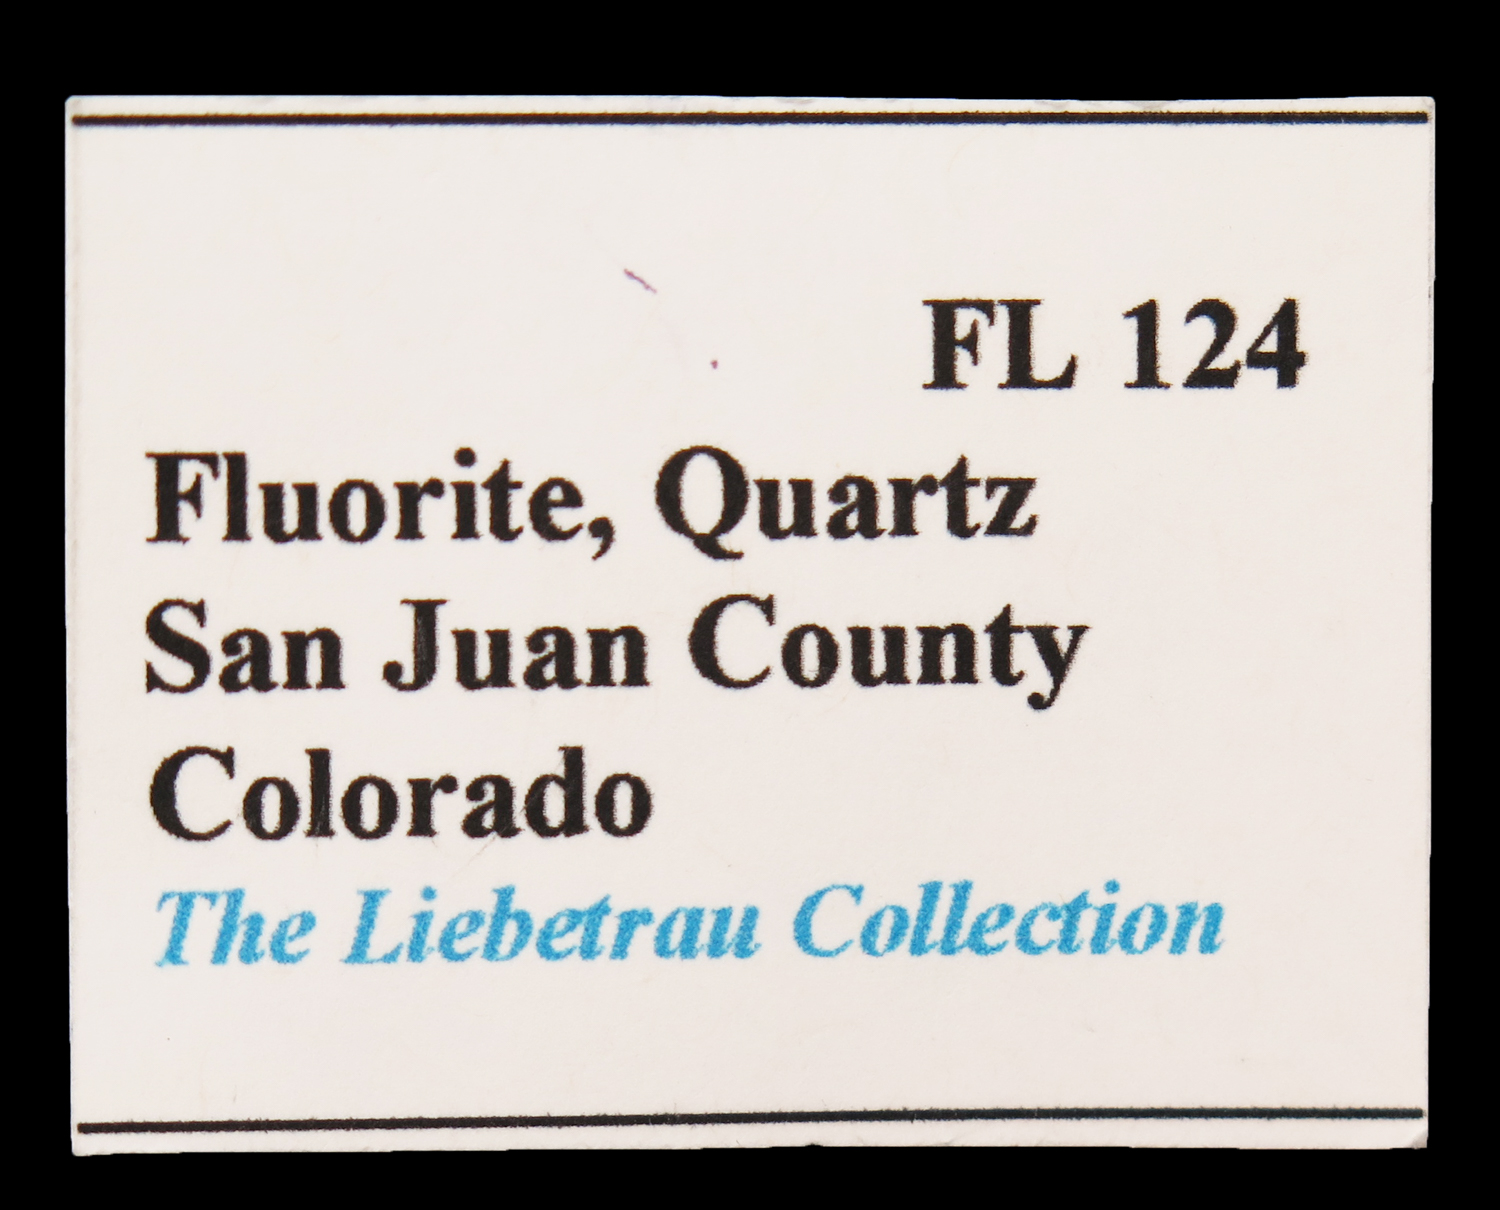 FL 124
Fluorite, Quartz
San Juan County
Colorado
The Liebetrau Collection